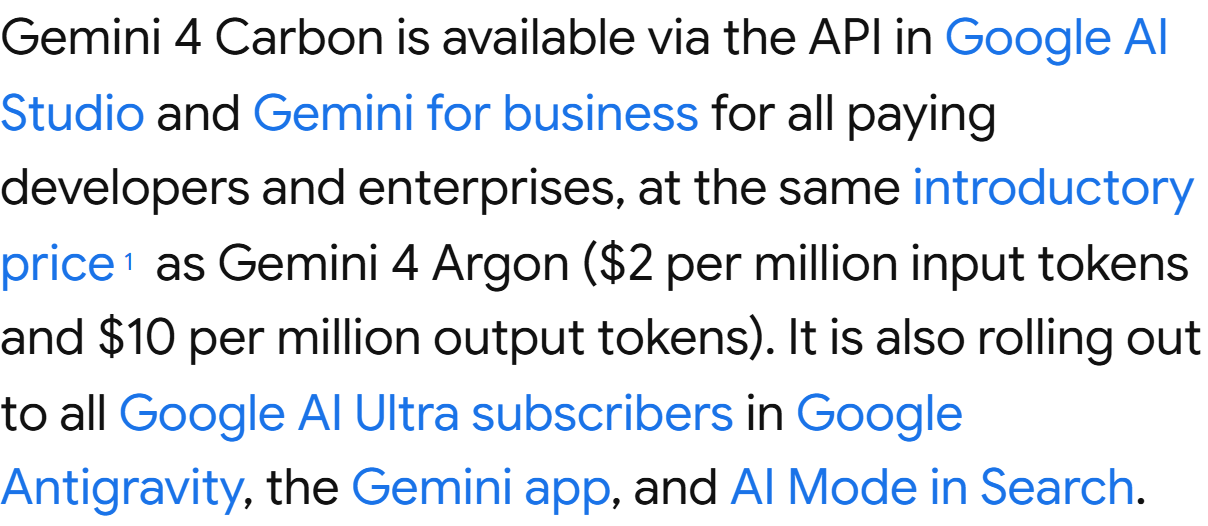 Gemini 4 Carbon is available via the API in Google AI
Studio and Gemini for business for all paying
developers and enterprises, at the same introductory
price 1 as Gemini 4 Argon ($2 per million input tokens
and $10 per million output tokens). It is also rolling out
to all Google AI Ultra subscribers in Google
Antigravity, the Gemini app, and AI Mode in Search.